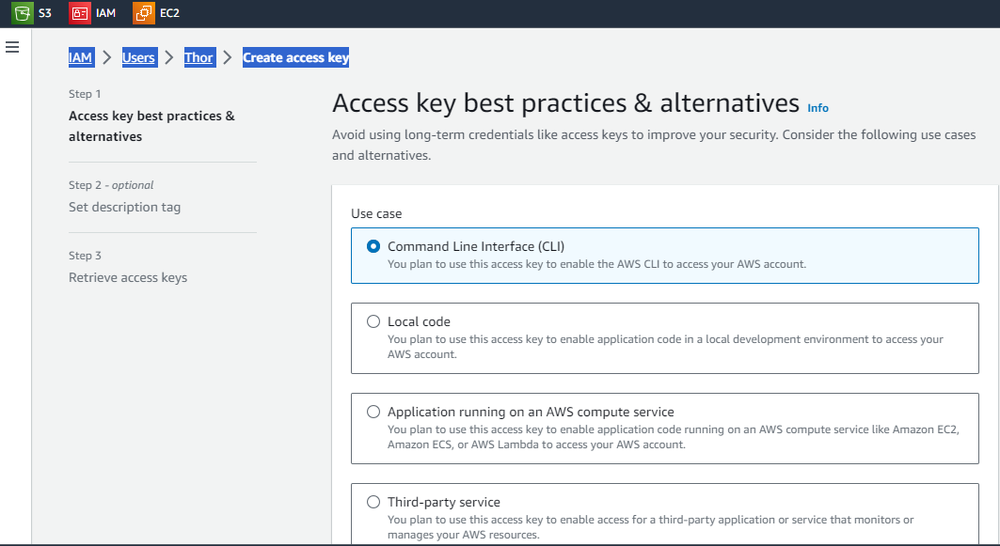 S3 IAM EC2
IAM > Users > Thor > Create access key
Step 1
Access key best practices &
alternatives
Step 2 - optional
Set description tag
Step 3
Retrieve access keys
Access key best practices & alternatives Info
Avoid using long-term credentials like access keys to improve your security. Consider the following use cases
and alternatives.
Use case
Command Line Interface (CLI)
You plan to use this access key to enable the AWS CLI to access your AWS account.
Local code
You plan to use this access key to enable application code in a local development environment to access your
AWS account.
Application running on an AWS compute service
You plan to use this access key to enable application code running on an AWS compute service like Amazon EC2,
Amazon ECS, or AWS Lambda to access your AWS account.
Third-party service
You plan to use this access key to enable access for a third-party application or service that monitors or
manages your AWS resources.